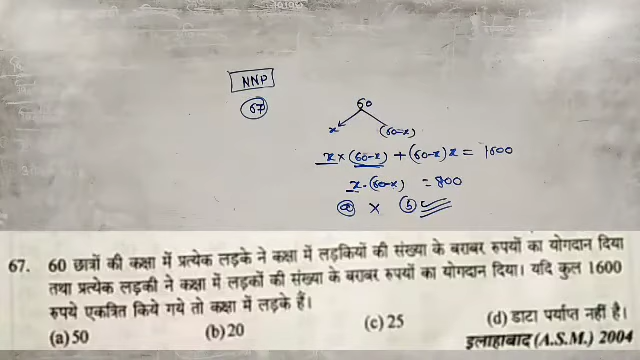 NNP
67
60
x (60-x)
x × (60-x) + (60-x)x = 1600
x · (60-x) = 800
(a) × (b)
67. 60 छात्रों की कक्षा में प्रत्येक लड़के ने कक्षा में लड़कियों की संख्या के बराबर रुपयों का योगदान दिया
तथा प्रत्येक लड़की ने कक्षा में लड़कों की संख्या के बराबर रुपयों का योगदान दिया। यदि कुल 1600
रुपये एकत्रित किये गये तो कक्षा में लड़के हैं।
(a) 50 (b) 20 (c) 25 (d) डाटा पर्याप्त नहीं है।
इलाहाबाद (A.S.M.) 2004